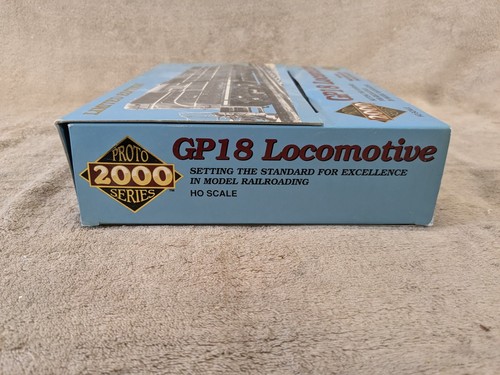 PROTO
2000
SERIES
GP18 Locomotive
SETTING THE STANDARD FOR EXCELLENCE
IN MODEL RAILROADING
HO SCALE